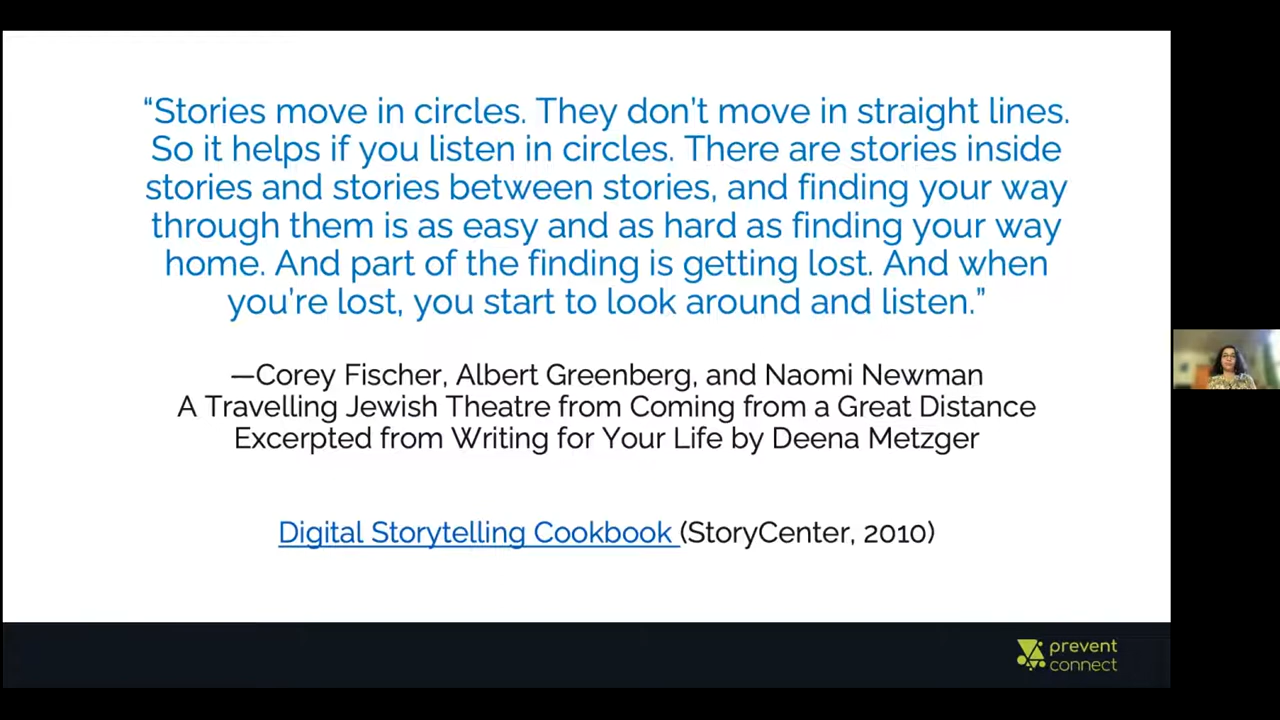 “Stories move in circles. They don’t move in straight lines.
So it helps if you listen in circles. There are stories inside
stories and stories between stories, and finding your way
through them is as easy and as hard as finding your way
home. And part of the finding is getting lost. And when
you’re lost, you start to look around and listen.”
—Corey Fischer, Albert Greenberg, and Naomi Newman
A Travelling Jewish Theatre from Coming from a Great Distance
Excerpted from Writing for Your Life by Deena Metzger
Digital Storytelling Cookbook (StoryCenter, 2010)
prevent
connect